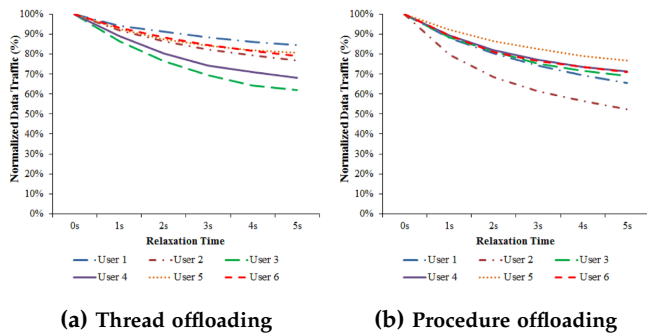 Normalized Data Traffic (%)
100%
90%
80%
70%
60%
50%
40%
30%
20%
10%
0%
0s 1s 2s 3s 4s 5s
Relaxation Time
User 1 User 2 User 3
User 4 User 5 User 6
(a) Thread offloading
Normalized Data Traffic (%)
100%
90%
80%
70%
60%
50%
40%
30%
20%
10%
0%
0s 1s 2s 3s 4s 5s
Relaxation Time
User 1 User 2 User 3
User 4 User 5 User 6
(b) Procedure offloading